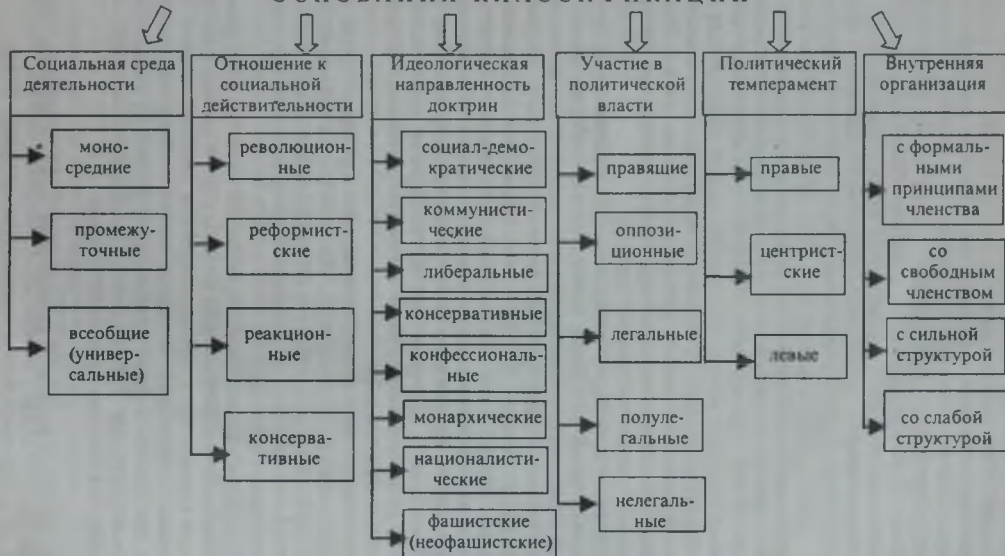 ОСНОВАНИЯ КЛАССИФИКАЦИИ
Социальная среда
деятельности
моно-
средние
промежу-
точные
всеобщие
(универ-
сальные)
Отношение к
социальной
действительности
революцион-
ные
реформист-
ские
реакцион-
ные
консерва-
тивные
Идеологическая
направленность
доктрин
социал-демо-
кратические
коммунисти-
ческие
либеральные
консервативные
конфессиональ-
ные
монархические
националисти-
ческие
фашистские
(неофашистские)
Участие в
политической
власти
правящие
оппози-
ционные
легальные
полуле-
гальные
нелегаль-
ные
Политический
темперамент
правые
центрист-
ские
левые
Внутренняя
организация
с формаль-
ными
принципами
членства
со
свободным
членством
с сильной
структурой
со слабой
структурой